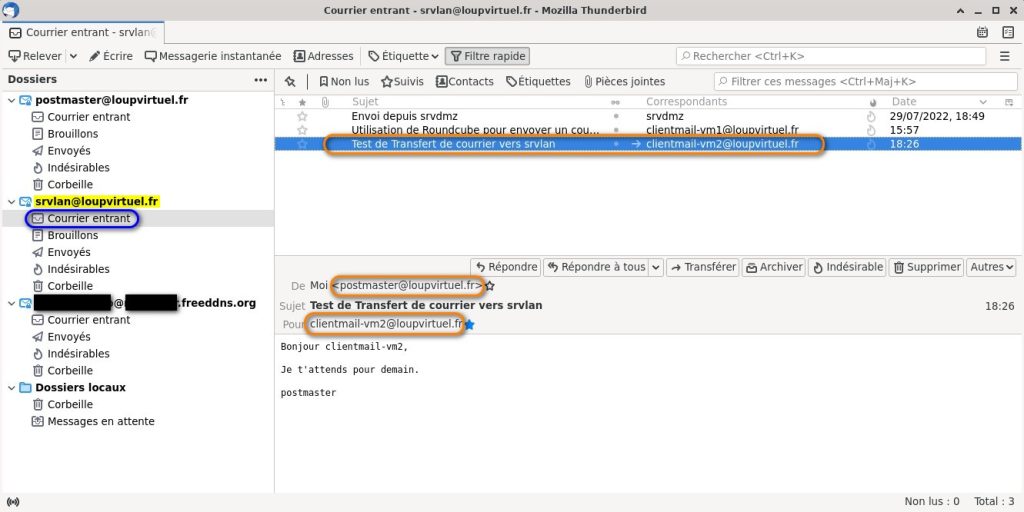 Courrier entrant - srvlan@loupvirtuel.fr - Mozilla Thunderbird
Courrier entrant - srvlan
Relever Écrire Messagerie instantanée Adresses Étiquette Filtre rapide Rechercher <Ctrl+K>
Dossiers
postmaster@loupvirtuel.fr
Courrier entrant
Brouillons
Envoyés
Indésirables
Corbeille
srvlan@loupvirtuel.fr
Courrier entrant
Brouillons
Envoyés
Indésirables
Corbeille
@ .freeddns.org
Courrier entrant
Envoyés
Indésirables
Corbeille
Dossiers locaux
Corbeille
Messages en attente
Non lus Suivis Contacts Étiquettes Pièces jointes Filtrer ces messages <Ctrl+Maj+K>
Sujet Correspondants Date
Envoi depuis srvdmz srvdmz 29/07/2022, 18:49
Utilisation de Roundcube pour envoyer un cou... clientmail-vm1@loupvirtuel.fr 15:57
Test de Transfert de courrier vers srvlan → clientmail-vm2@loupvirtuel.fr 18:26
Répondre Répondre à tous Transférer Archiver Indésirable Supprimer Autres
De Moi <postmaster@loupvirtuel.fr>
Sujet Test de Transfert de courrier vers srvlan 18:26
Pour clientmail-vm2@loupvirtuel.fr
Bonjour clientmail-vm2,
Je t'attends pour demain.
postmaster
Non lus : 0 Total : 3